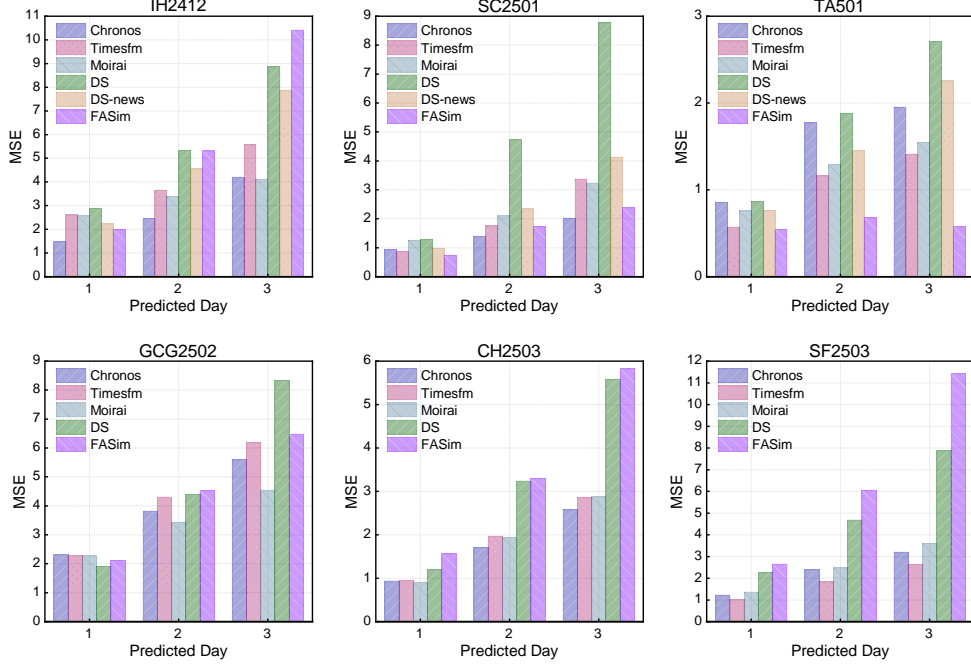 IH2412
11
10
9
8
7
6
5
4
3
2
1
0
MSE
Chronos
Timesfm
Moirai
DS
DS-news
FASim
1 2 3
Predicted Day
SC2501
9
8
7
6
5
4
3
2
1
0
MSE
Chronos
Timesfm
Moirai
DS
DS-news
FASim
1 2 3
Predicted Day
TA501
3
2
1
0
MSE
Chronos
Timesfm
Moirai
DS
DS-news
FASim
1 2 3
Predicted Day
GCG2502
9
8
7
6
5
4
3
2
1
0
MSE
Chronos
Timesfm
Moirai
DS
FASim
1 2 3
Predicted Day
CH2503
6
5
3
2
1
0
MSE
Chronos
Timesfm
Moirai
DS
FASim
1 2 3
Predicted Day
SF2503
12
11
10
9
8
7
6
5
4
3
2
1
0
MSE
Chronos
Timesfm
Moirai
DS
FASim
1 2 3
Predicted Day